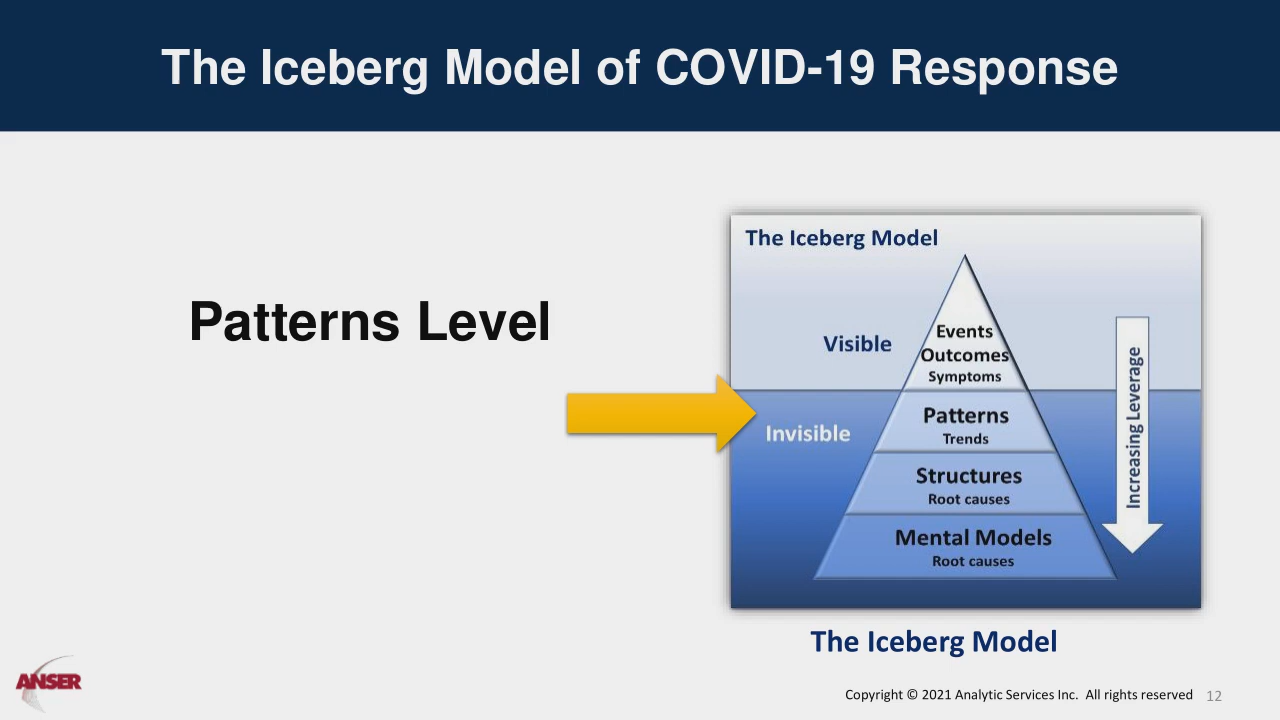 The Iceberg Model of COVID-19 Response
Patterns Level
The Iceberg Model
Visible
Events
Outcomes
Symptoms
Invisible
Patterns
Trends
Structures
Root causes
Mental Models
Root causes
Increasing Leverage
The Iceberg Model
ANSER
Copyright © 2021 Analytic Services Inc. All rights reserved 12